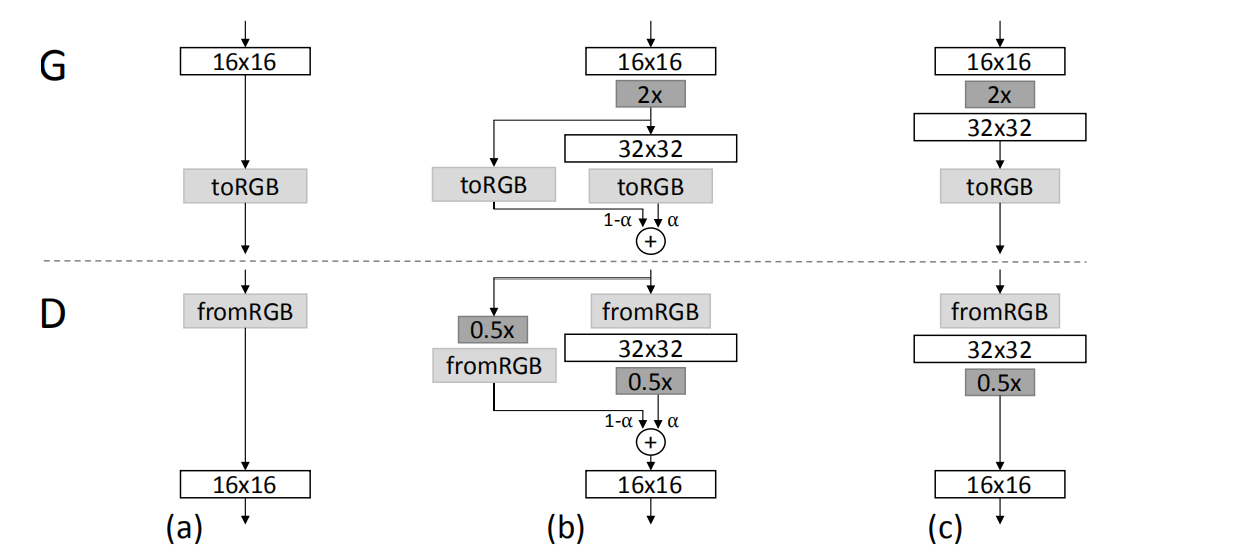 G
16x16
16x16
16x16
2x
2x
32x32
32x32
toRGB
toRGB
toRGB
toRGB
1-α
α
+
D
fromRGB
fromRGB
fromRGB
0.5x
32x32
32x32
fromRGB
0.5x
0.5x
1-α
α
+
16x16
16x16
16x16
(a)
(b)
(c)